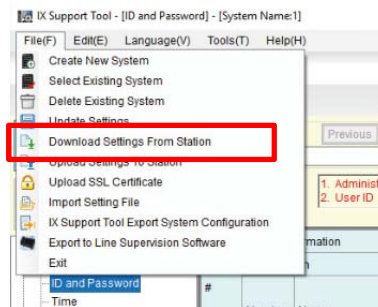 IX Support Tool - [ID and Password] - [System Name:1]
File(F) Edit(E) Language(V) Tools(T) Help(H)
Create New System
Select Existing System
Delete Existing System
Update Settings
Download Settings From Station
Upload Settings To Station
Upload SSL Certificate
Import Setting File
IX Support Tool Export System Configuration
Export to Line Supervision Software
Exit
Previous
1. Administ
2. User ID
mation
ID and Password
#
Time